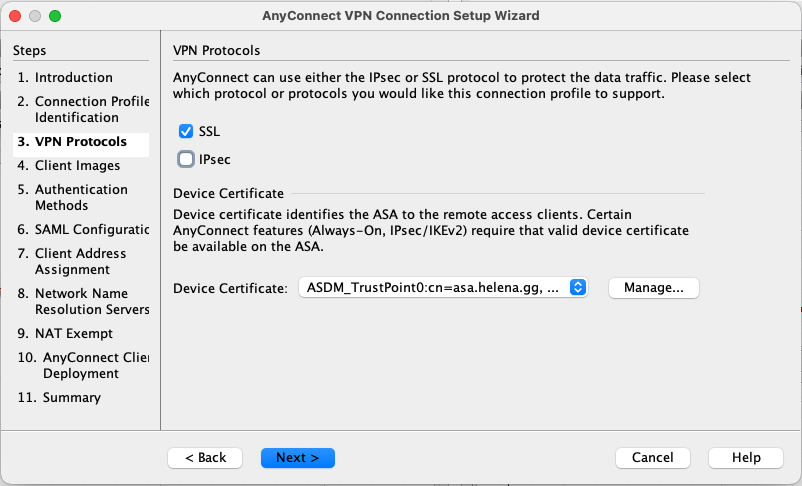 AnyConnect VPN Connection Setup Wizard
Steps
1. Introduction
2. Connection Profile
Identification
3. VPN Protocols
4. Client Images
5. Authentication
Methods
6. SAML Configuratic
7. Client Address
Assignment
8. Network Name
Resolution Servers
9. NAT Exempt
10. AnyConnect Clie
Deployment
11. Summary
VPN Protocols
AnyConnect can use either the IPsec or SSL protocol to protect the data traffic. Please select
which protocol or protocols you would like this connection profile to support.
SSL
IPsec
Device Certificate
Device certificate identifies the ASA to the remote access clients. Certain
AnyConnect features (Always-On, IPsec/IKEv2) require that valid device certificate
be available on the ASA.
Device Certificate: ASDM_TrustPoint0:cn=asa.helena.gg, ... Manage...
< Back Next > Cancel Help